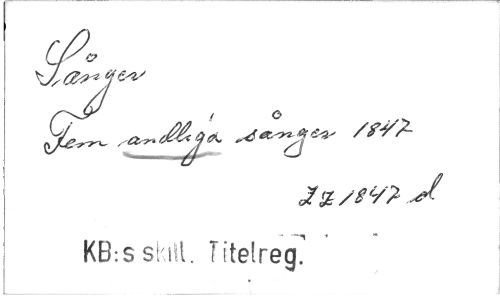 Sånger
Fem andliga sånger 1847
ZZ 1847 d
KB:s skill. Titelreg.